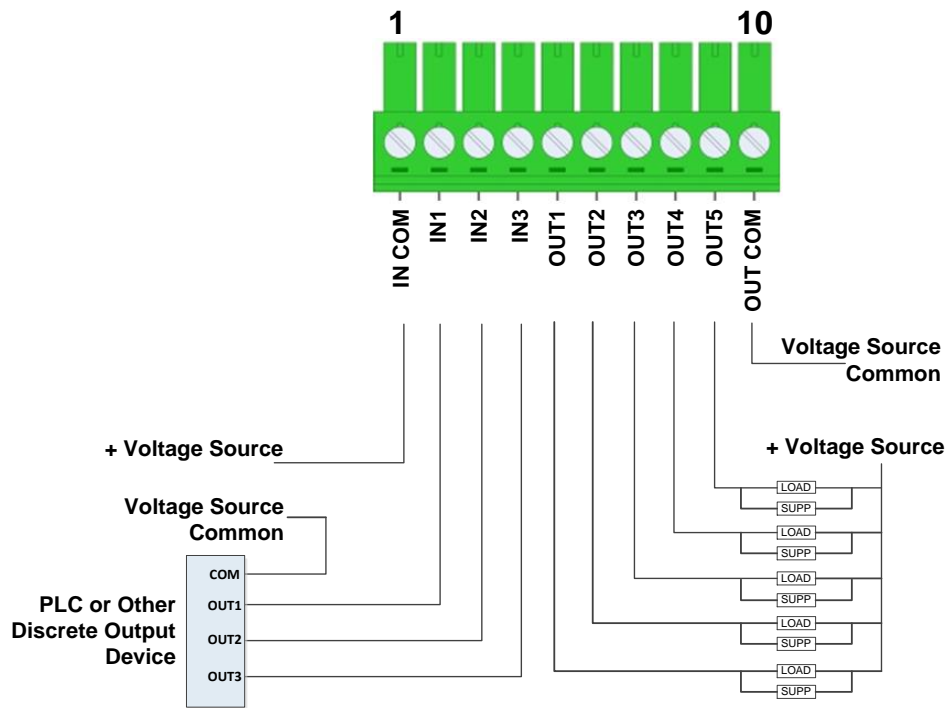 1
10
IN COM
IN1
IN2
IN3
OUT1
OUT2
OUT3
OUT4
OUT5
OUT COM
Voltage Source
Common
+ Voltage Source
+ Voltage Source
Voltage Source
Common
COM
OUT1
OUT2
OUT3
PLC or Other
Discrete Output
Device
LOAD
SUPP
LOAD
SUPP
LOAD
SUPP
LOAD
SUPP
LOAD
SUPP